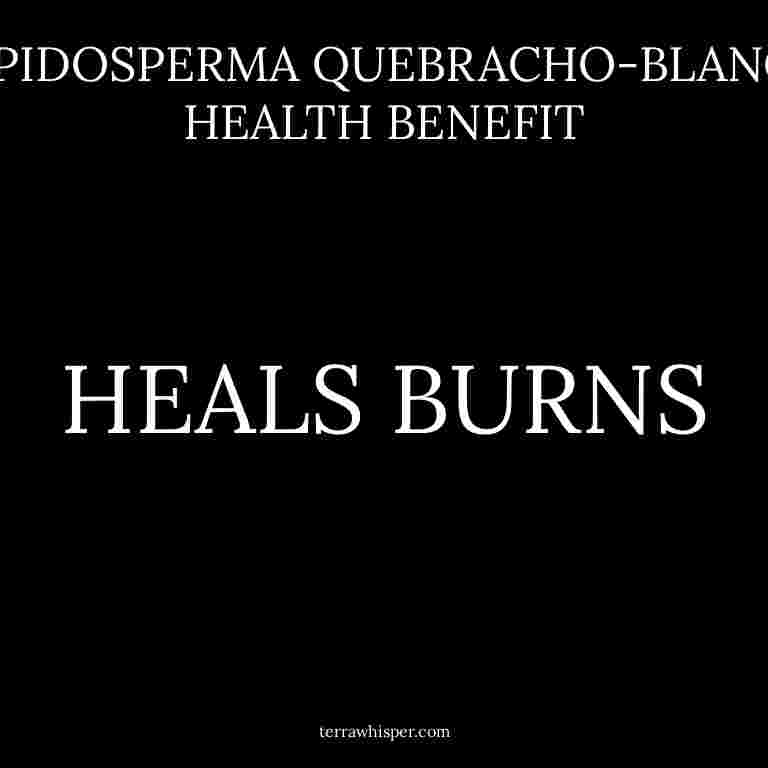 PIDOSPERMA QUEBRACHO-BLANC
HEALTH BENEFIT
HEALS BURNS
terrawhisper.com